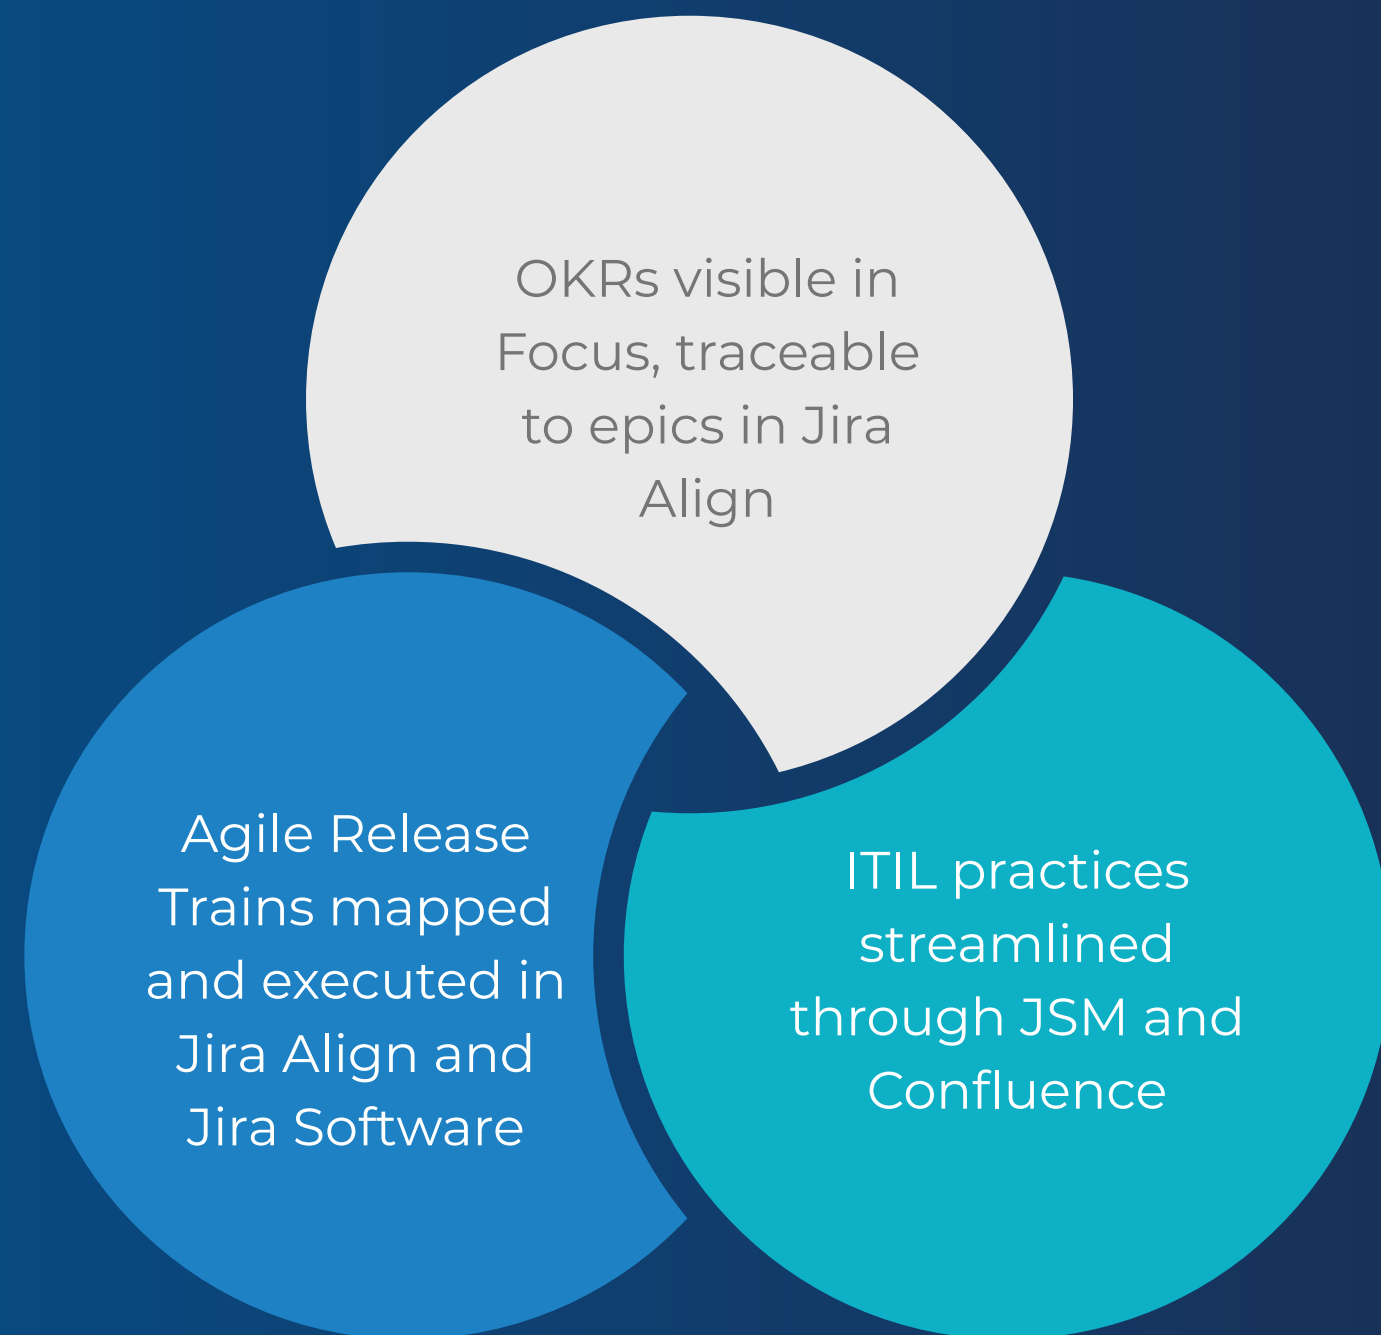 OKRs visible in
Focus, traceable
to epics in Jira
Align
Agile Release
Trains mapped
and executed in
Jira Align and
Jira Software
ITIL practices
streamlined
through JSM and
Confluence